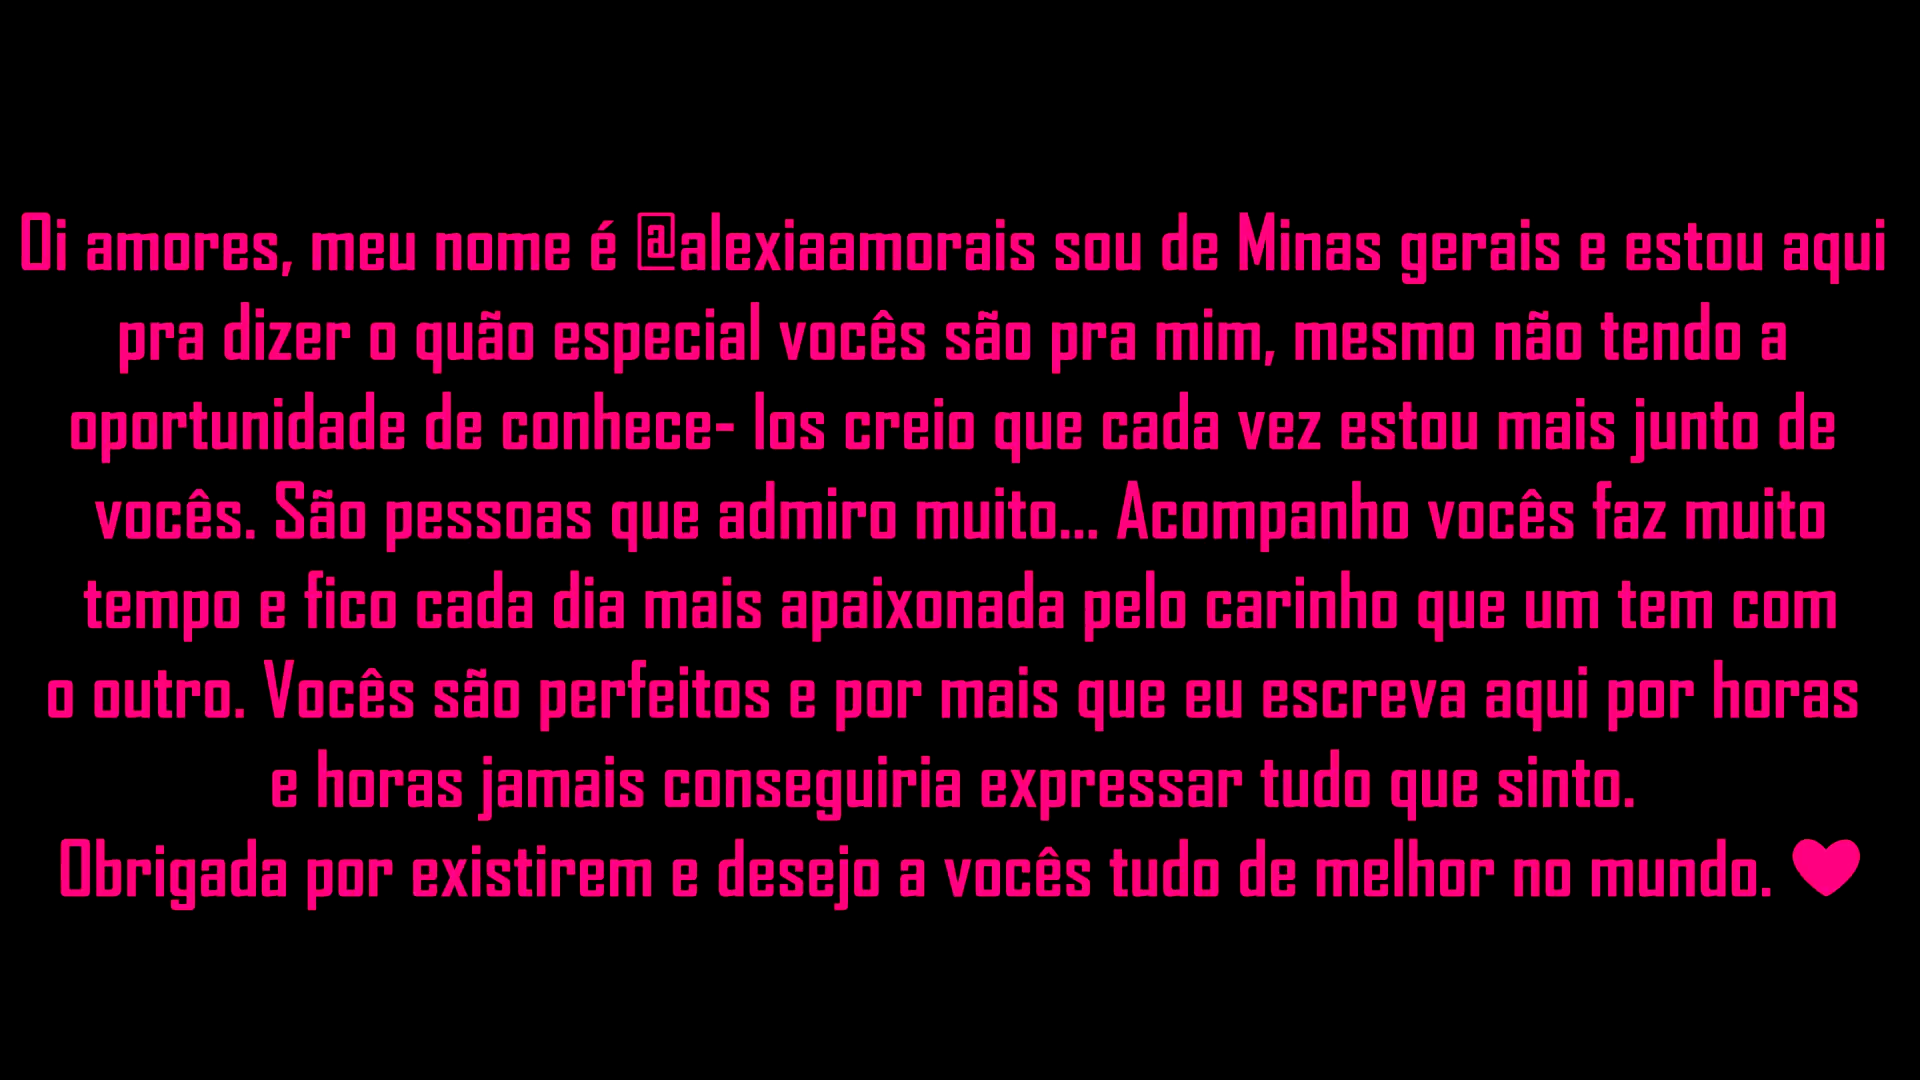 Oi amores, meu nome é @alexiaamorais sou de Minas gerais e estou aqui
pra dizer o quão especial vocês são pra mim, mesmo não tendo a
oportunidade de conhece- los creio que cada vez estou mais junto de
vocês. São pessoas que admiro muito... Acompanho vocês faz muito
tempo e fico cada dia mais apaixonada pelo carinho que um tem com
o outro. Vocês são perfeitos e por mais que eu escreva aqui por horas
e horas jamais conseguiria expressar tudo que sinto.
Obrigada por existirem e desejo a vocês tudo de melhor no mundo. ♥